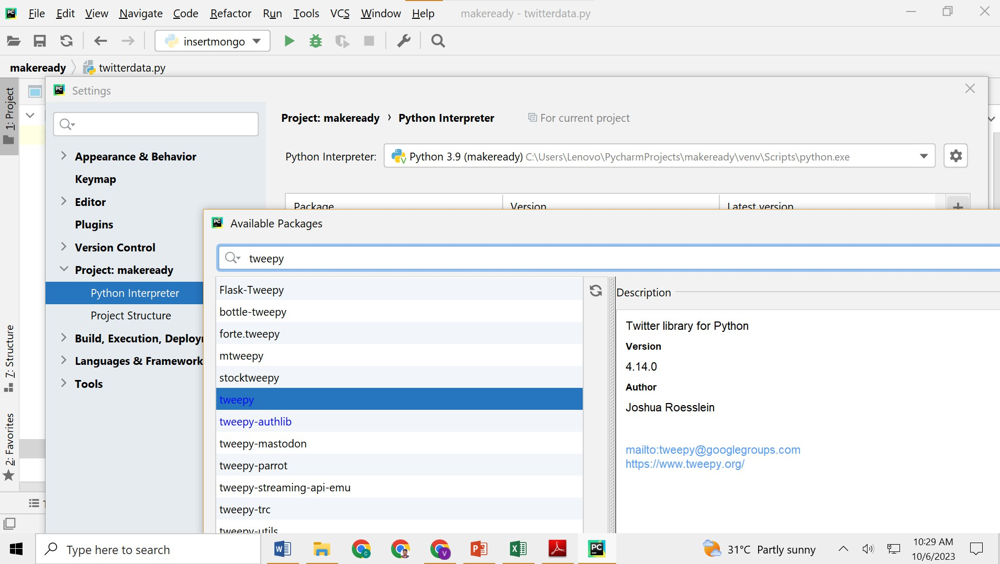 File Edit View Navigate Code Refactor Run Tools VCS Window Help makeready - twitterdata.py
insertmongo
makeready twitterdata.py
1: Project
7: Structure
2: Favorites
Settings
Appearance & Behavior
Keymap
Editor
Plugins
Version Control
Project: makeready
Python Interpreter
Project Structure
Build, Execution, Deploy
Languages & Framework
Tools
Project: makeready › Python Interpreter For current project
Python Interpreter: Python 3.9 (makeready) C:\Users\Lenovo\PycharmProjects\makeready\venv\Scripts\python.exe
Package Version Latest version
Available Packages
tweepy
Flask-Tweepy
bottle-tweepy
forte.tweepy
mtweepy
stocktweepy
tweepy
tweepy-authlib
tweepy-mastodon
tweepy-parrot
tweepy-streaming-api-emu
tweepy-trc
tweepy-utils
Description
Twitter library for Python
Version
4.14.0
Author
Joshua Roesslein
mailto:tweepy@googlegroups.com
https://www.tweepy.org/
Type here to search
31°C Partly sunny
10:29 AM
10/6/2023